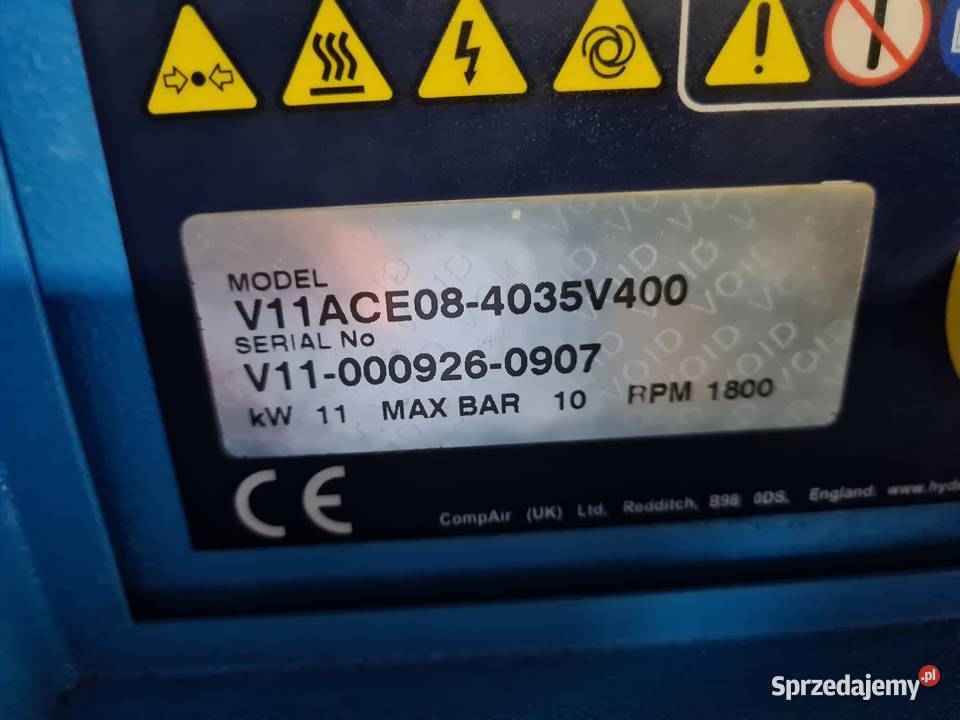 MODEL
V11ACE08-4035V400
SERIAL No
V11-000926-0907
kW 11 MAX BAR 10 RPM 1800
CE
CompAir (UK) Ltd. Redditch, B98 0DS, England. www.hyd
Sprzedajemy.pl